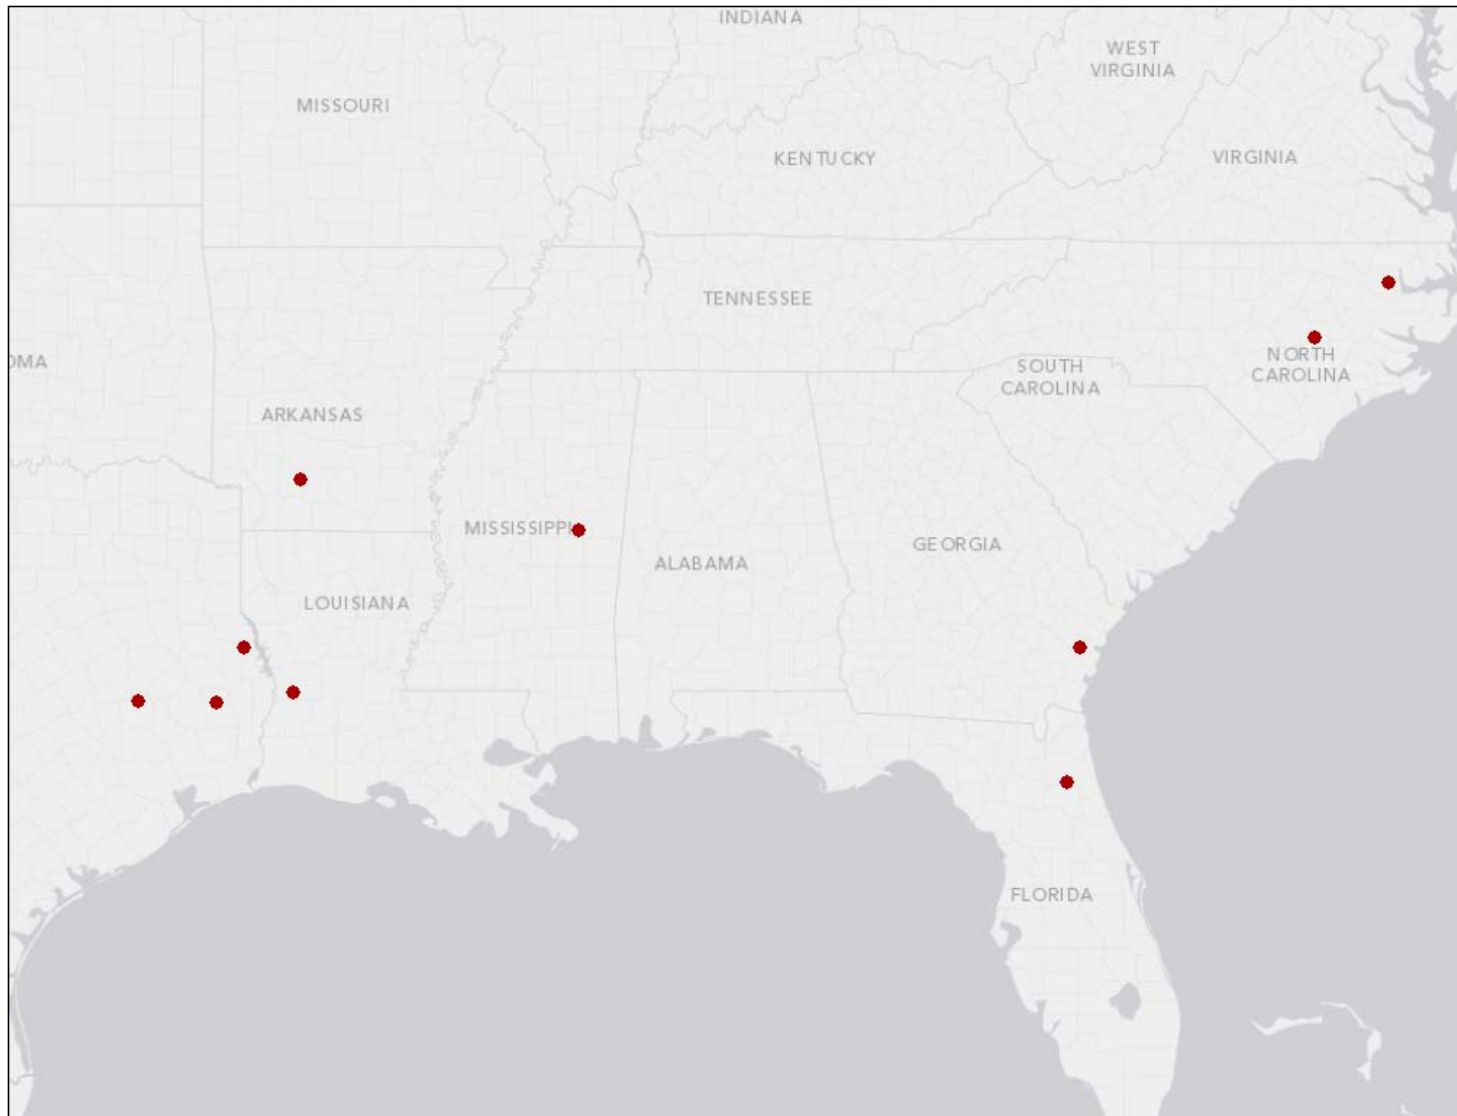 INDIANA
WEST
VIRGINIA
MISSOURI
KENTUCKY
VIRGINIA
TENNESSEE
OMA
NORTH
CAROLINA
SOUTH
CAROLINA
ARKANSAS
MISSISSIPPI
GEORGIA
ALABAMA
LOUISIANA
FLORIDA